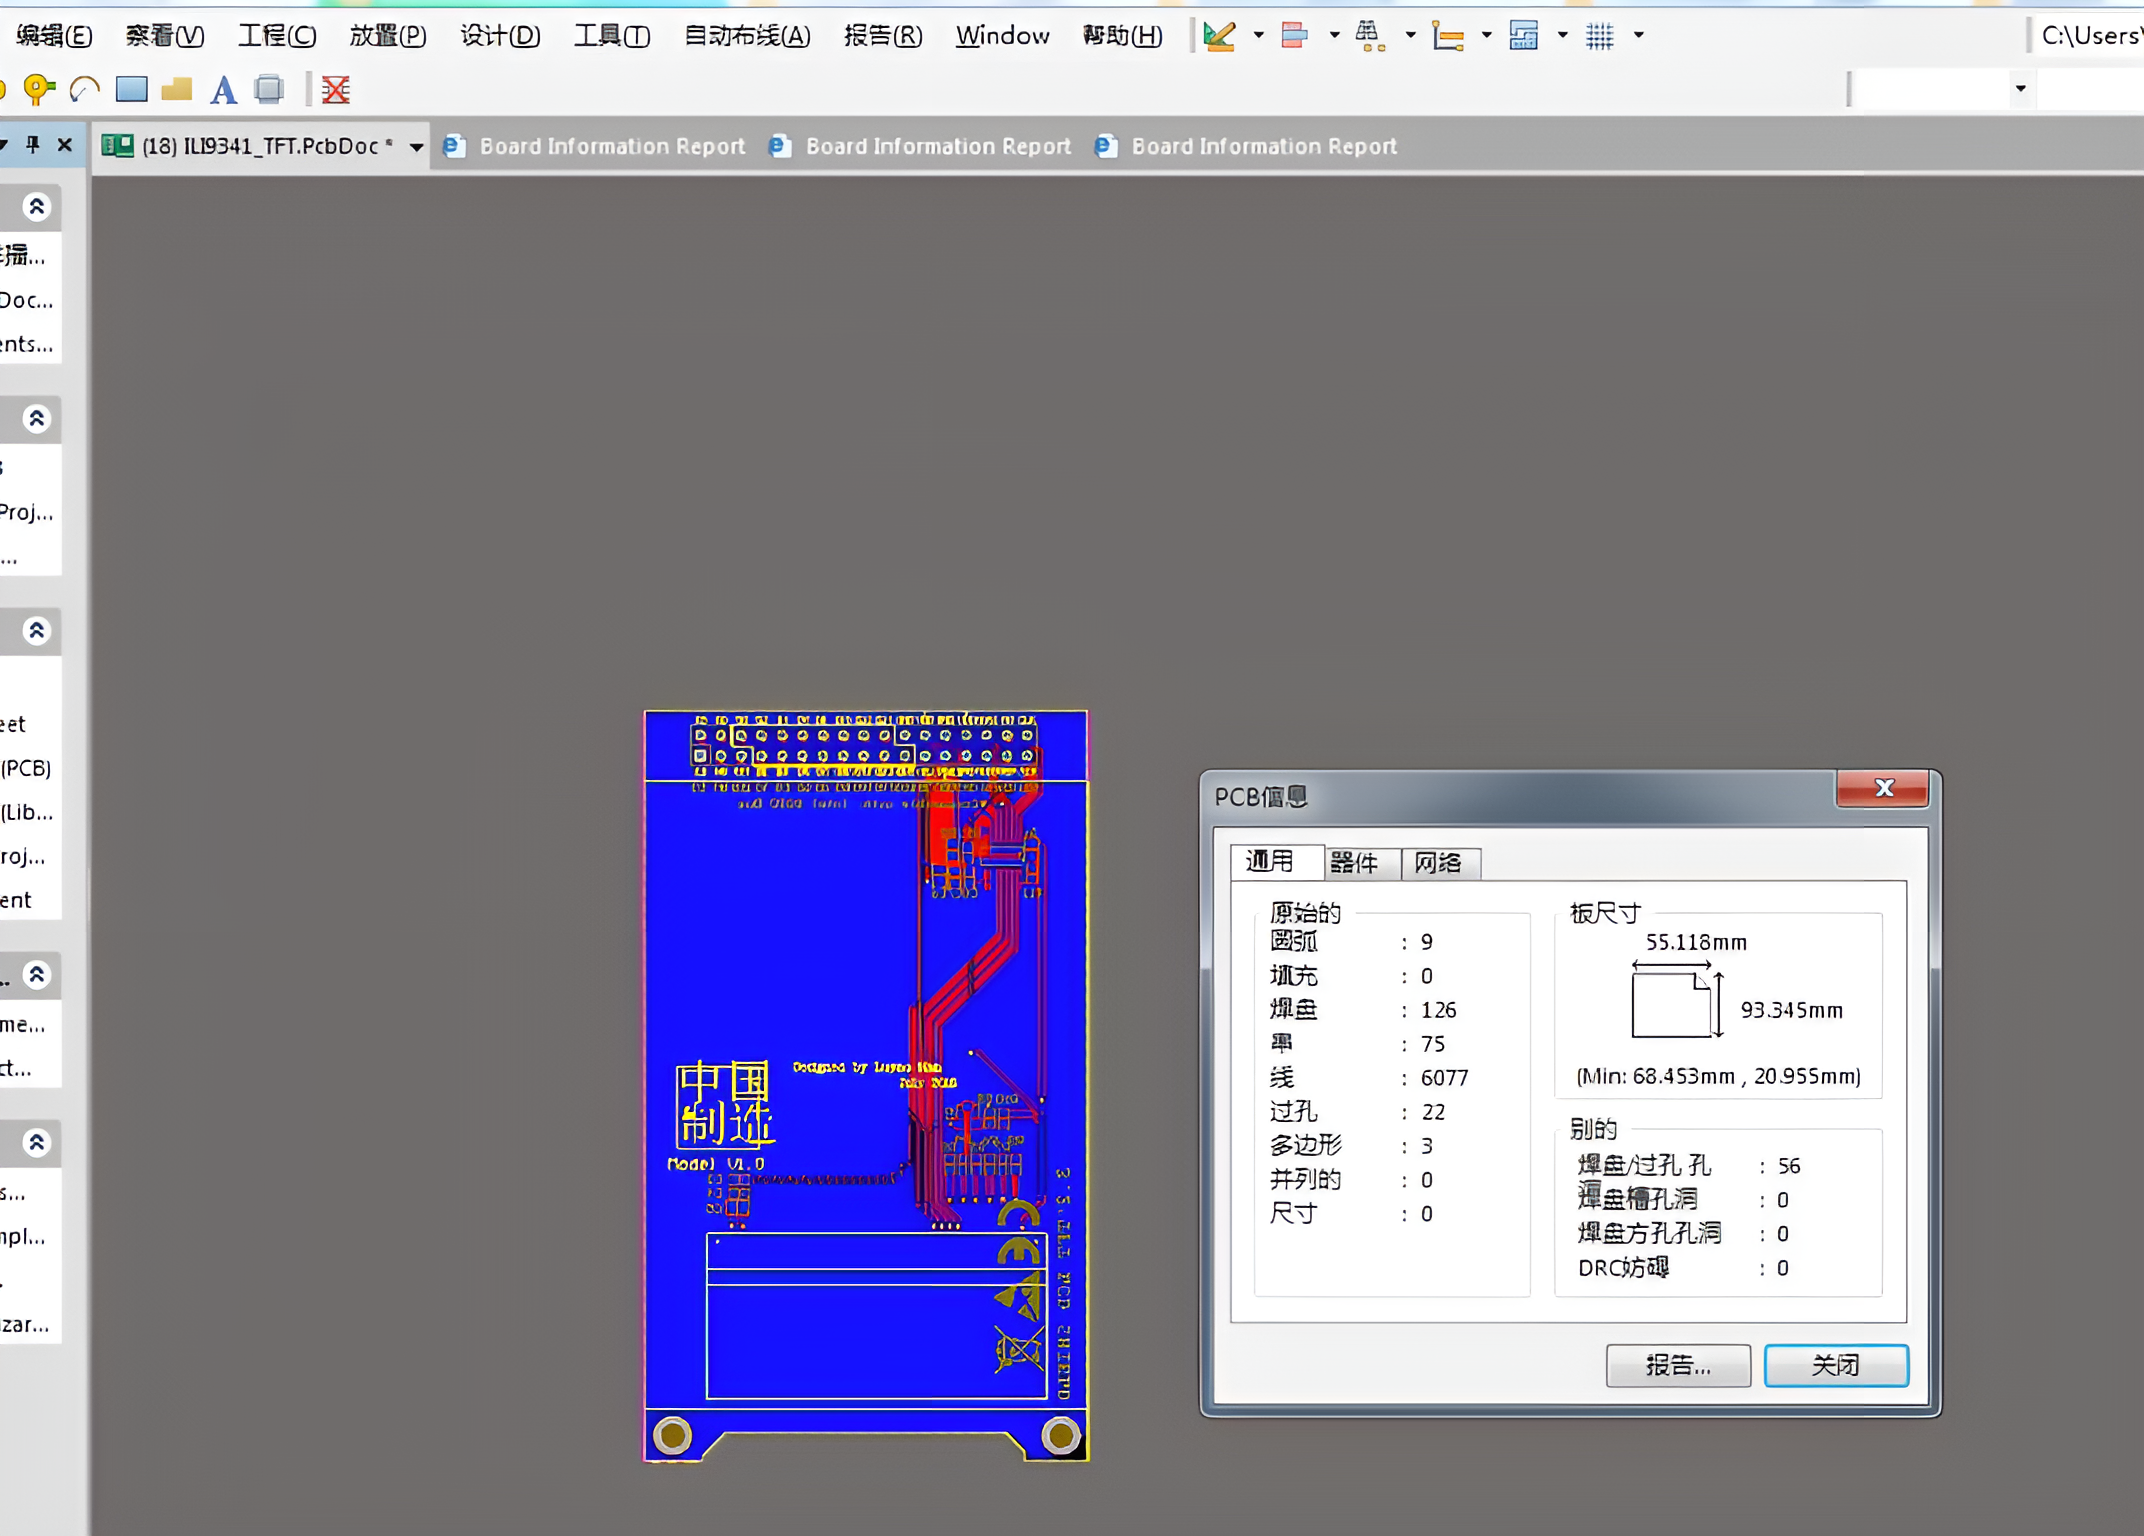 编辑(E) 察看(V) 工程(C) 放置(P) 设计(D) 工具(T) 自动布线(A) 报告(R) Window 帮助(H) C:\Users\
(18) ILI9341_TFT.PcbDoc * Board Information Report Board Information Report Board Information Report
Doc...
ents...
Proj...
...
eet
(PCB)
(Lib...
roj...
ent
me...
ct...
s...
mpl...
zar...
中国
制造
Model V1.0
Designed by
PCB信息
通用 器件 网络
原始的
圆弧 : 9
填充 : 0
焊盘 : 126
串 : 75
线 : 6077
过孔 : 22
多边形 : 3
并列的 : 0
尺寸 : 0
板尺寸
55.118mm
93.345mm
(Min: 68.453mm , 20.955mm)
别的
焊盘/过孔 孔 : 56
焊盘槽孔洞 : 0
焊盘方孔孔洞 : 0
DRC妨碍 : 0
报告... 关闭